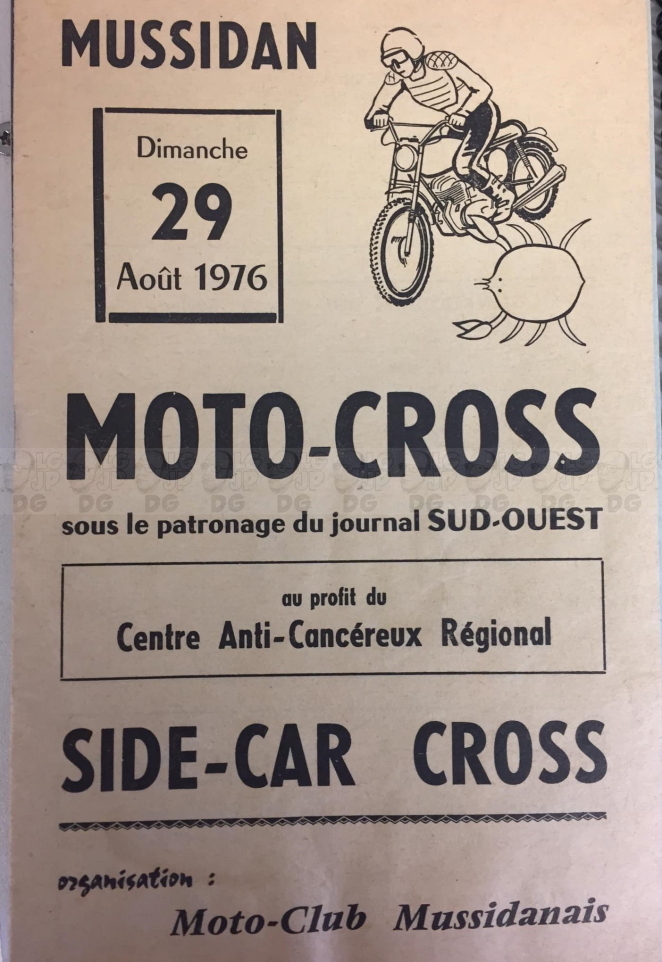 MUSSIDAN
Dimanche
29
Août 1976
MOTO-CROSS
sous le patronage du journal SUD-OUEST
au profit du
Centre Anti-Cancéreux Régional
SIDE-CAR CROSS
organisation :
Moto-Club Mussidanais